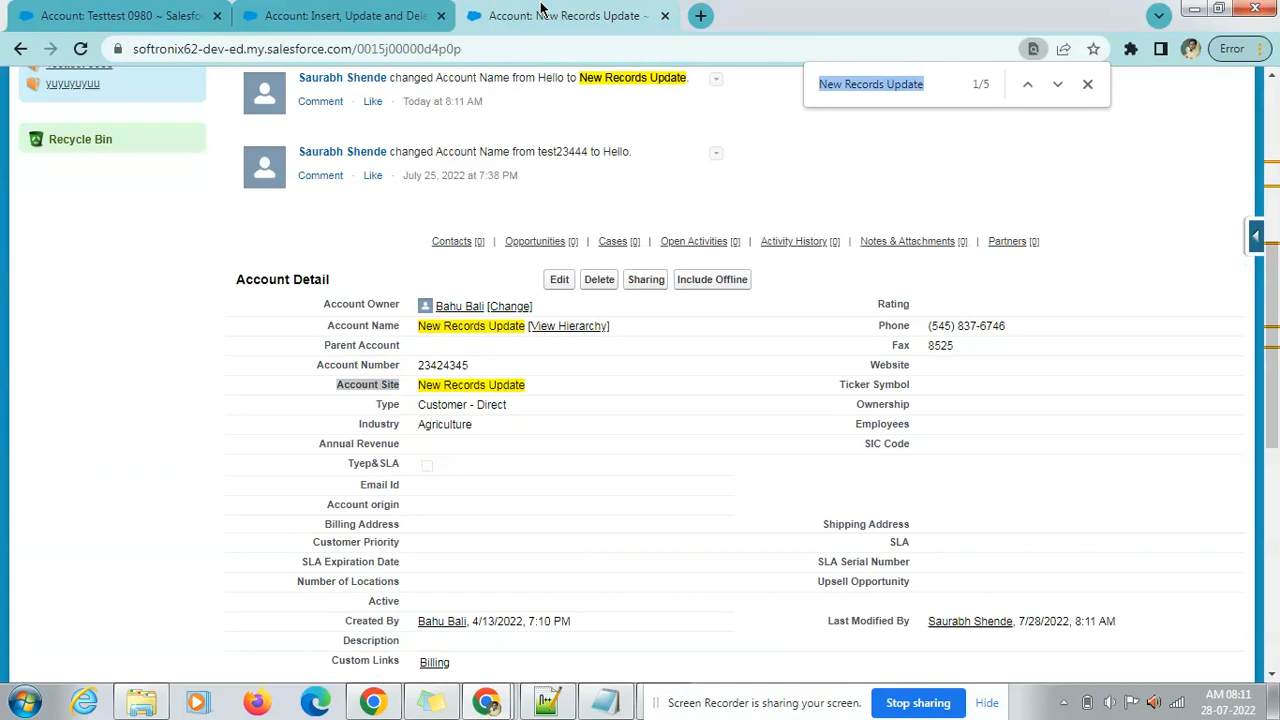 Account: Testtest 0980 ~ Salesfo
Account: Insert, Update and Del
Account: New Records Update ~
softronix62-dev-ed.my.salesforce.com/0015j00000d4p0p
Error
New Records Update 1/5
yuyuyuyuu
Recycle Bin
Saurabh Shende changed Account Name from Hello to New Records Update.
Comment · Like · Today at 8:11 AM
Saurabh Shende changed Account Name from test23444 to Hello.
Comment · Like · July 25, 2022 at 7:38 PM
Contacts [0] | Opportunities [0] | Cases [0] | Open Activities [0] | Activity History [0] | Notes & Attachments [0] | Partners [0]
Account Detail Edit Delete Sharing Include Offline
Account Owner Bahu Bali [Change] Rating
Account Name New Records Update [View Hierarchy] Phone (545) 837-6746
Parent Account Fax 8525
Account Number 23424345 Website
Account Site New Records Update Ticker Symbol
Type Customer - Direct Ownership
Industry Agriculture Employees
Annual Revenue SIC Code
Tyep&SLA
Email Id
Account origin
Billing Address Shipping Address
Customer Priority SLA
SLA Expiration Date SLA Serial Number
Number of Locations Upsell Opportunity
Active
Created By Bahu Bali, 4/13/2022, 7:10 PM Last Modified By Saurabh Shende, 7/28/2022, 8:11 AM
Description
Custom Links Billing
Screen Recorder is sharing your screen. Stop sharing Hide
AM 08:11
28-07-2022